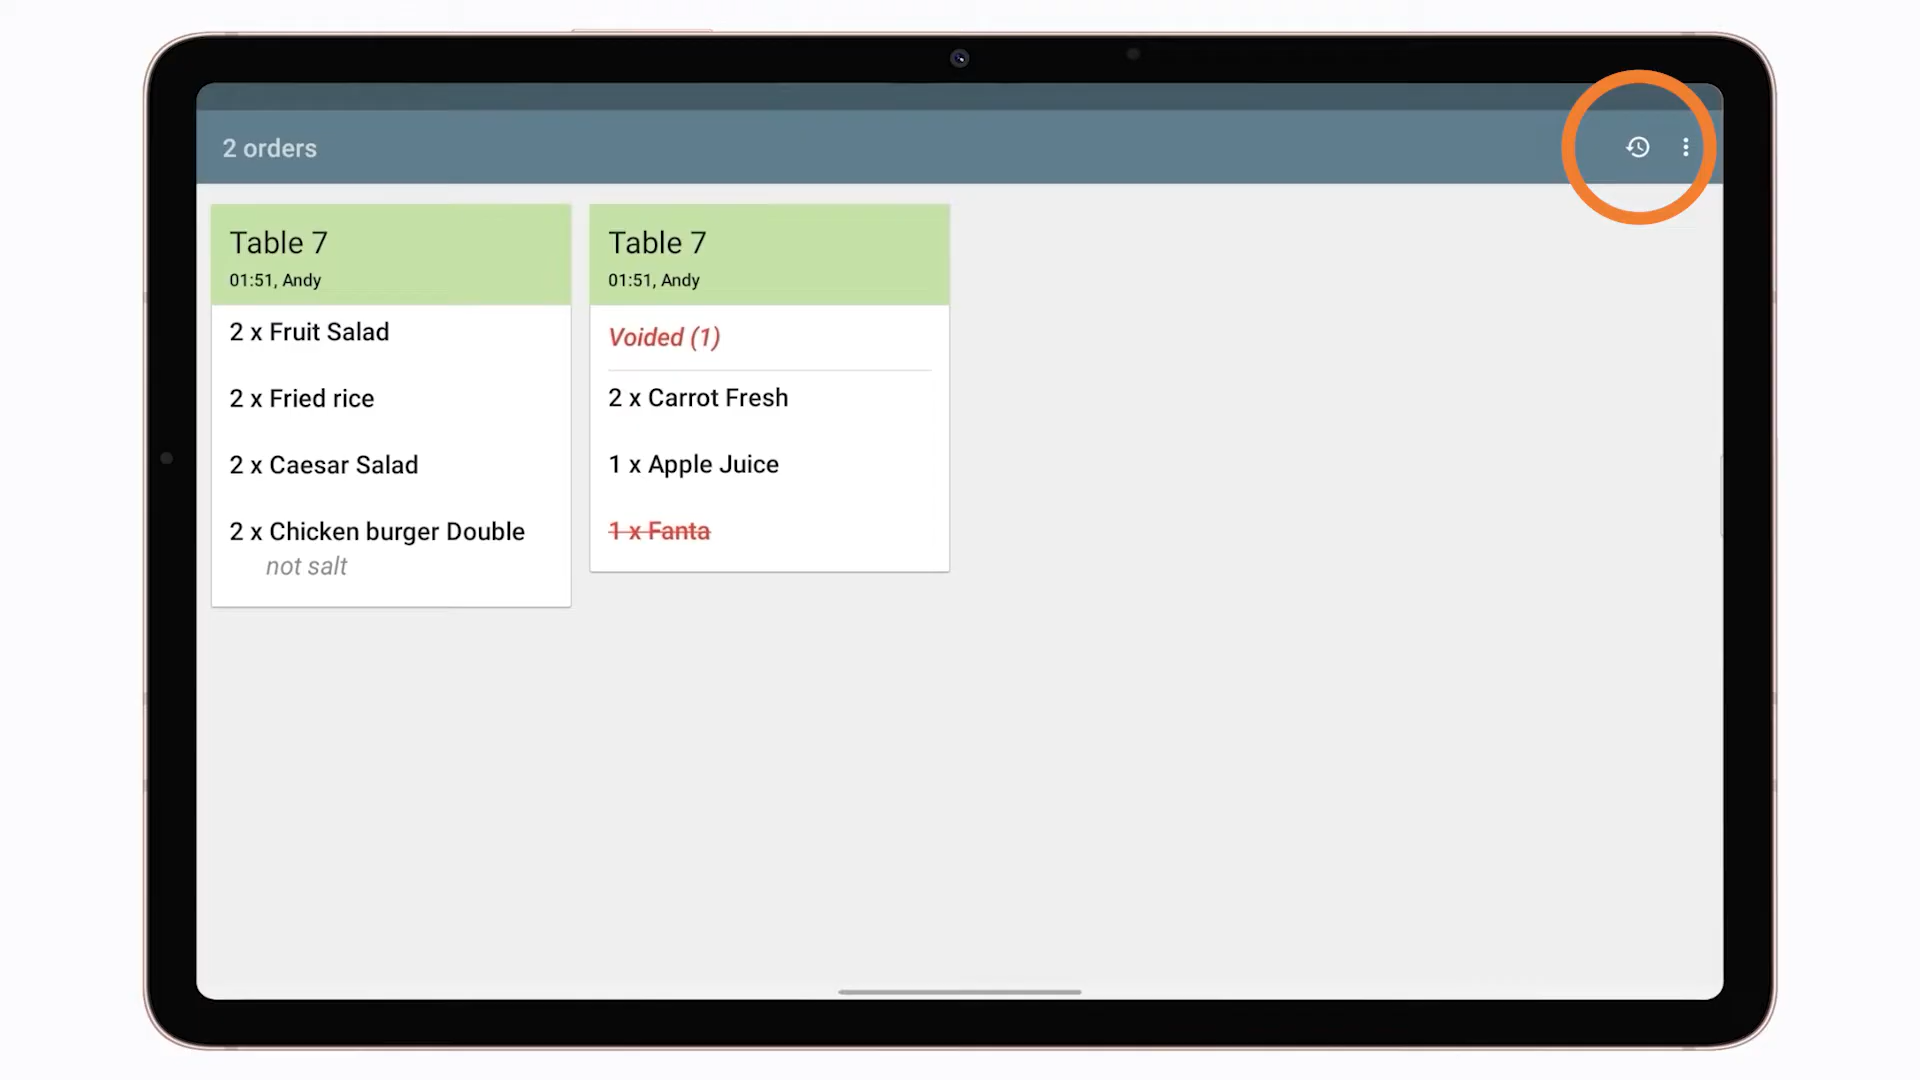 2 orders
Table 7
01:51, Andy
2 x Fruit Salad
2 x Fried rice
2 x Caesar Salad
2 x Chicken burger Double
not salt
Table 7
01:51, Andy
Voided (1)
2 x Carrot Fresh
1 x Apple Juice
1 x Fanta